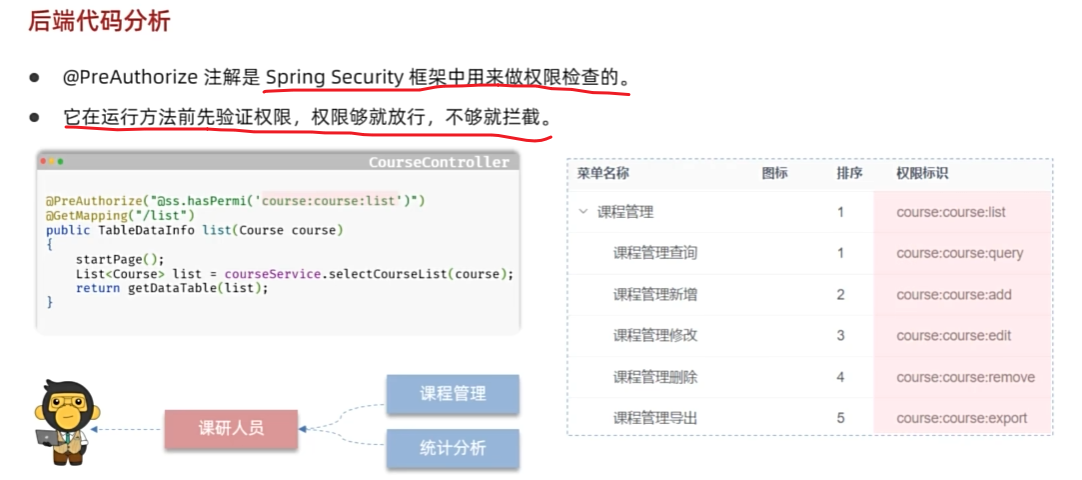 后端代码分析
● @PreAuthorize 注解是 Spring Security 框架中用来做权限检查的。
● 它在运行方法前先验证权限，权限够就放行，不够就拦截。
CourseController
@PreAuthorize("@ss.hasPermi('course:course:list')")
@GetMapping("/list")
public TableDataInfo list(Course course)
{
    startPage();
    List<Course> list = courseService.selectCourseList(course);
    return getDataTable(list);
}
菜单名称 图标 排序 权限标识
课程管理 1 course:course:list
课程管理查询 1 course:course:query
课程管理新增 2 course:course:add
课程管理修改 3 course:course:edit
课程管理删除 4 course:course:remove
课程管理导出 5 course:course:export
课研人员
课程管理
统计分析